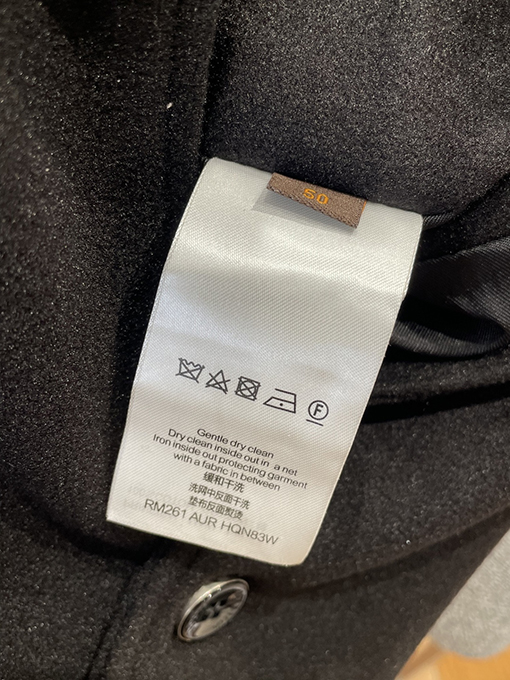 50
F
Gentle dry clean
Dry clean inside out in a net
Iron inside out protecting garment
with a fabric in between
缓和干洗
洗网中反面干洗
垫布反面熨烫
RM261 AUR HQN83W